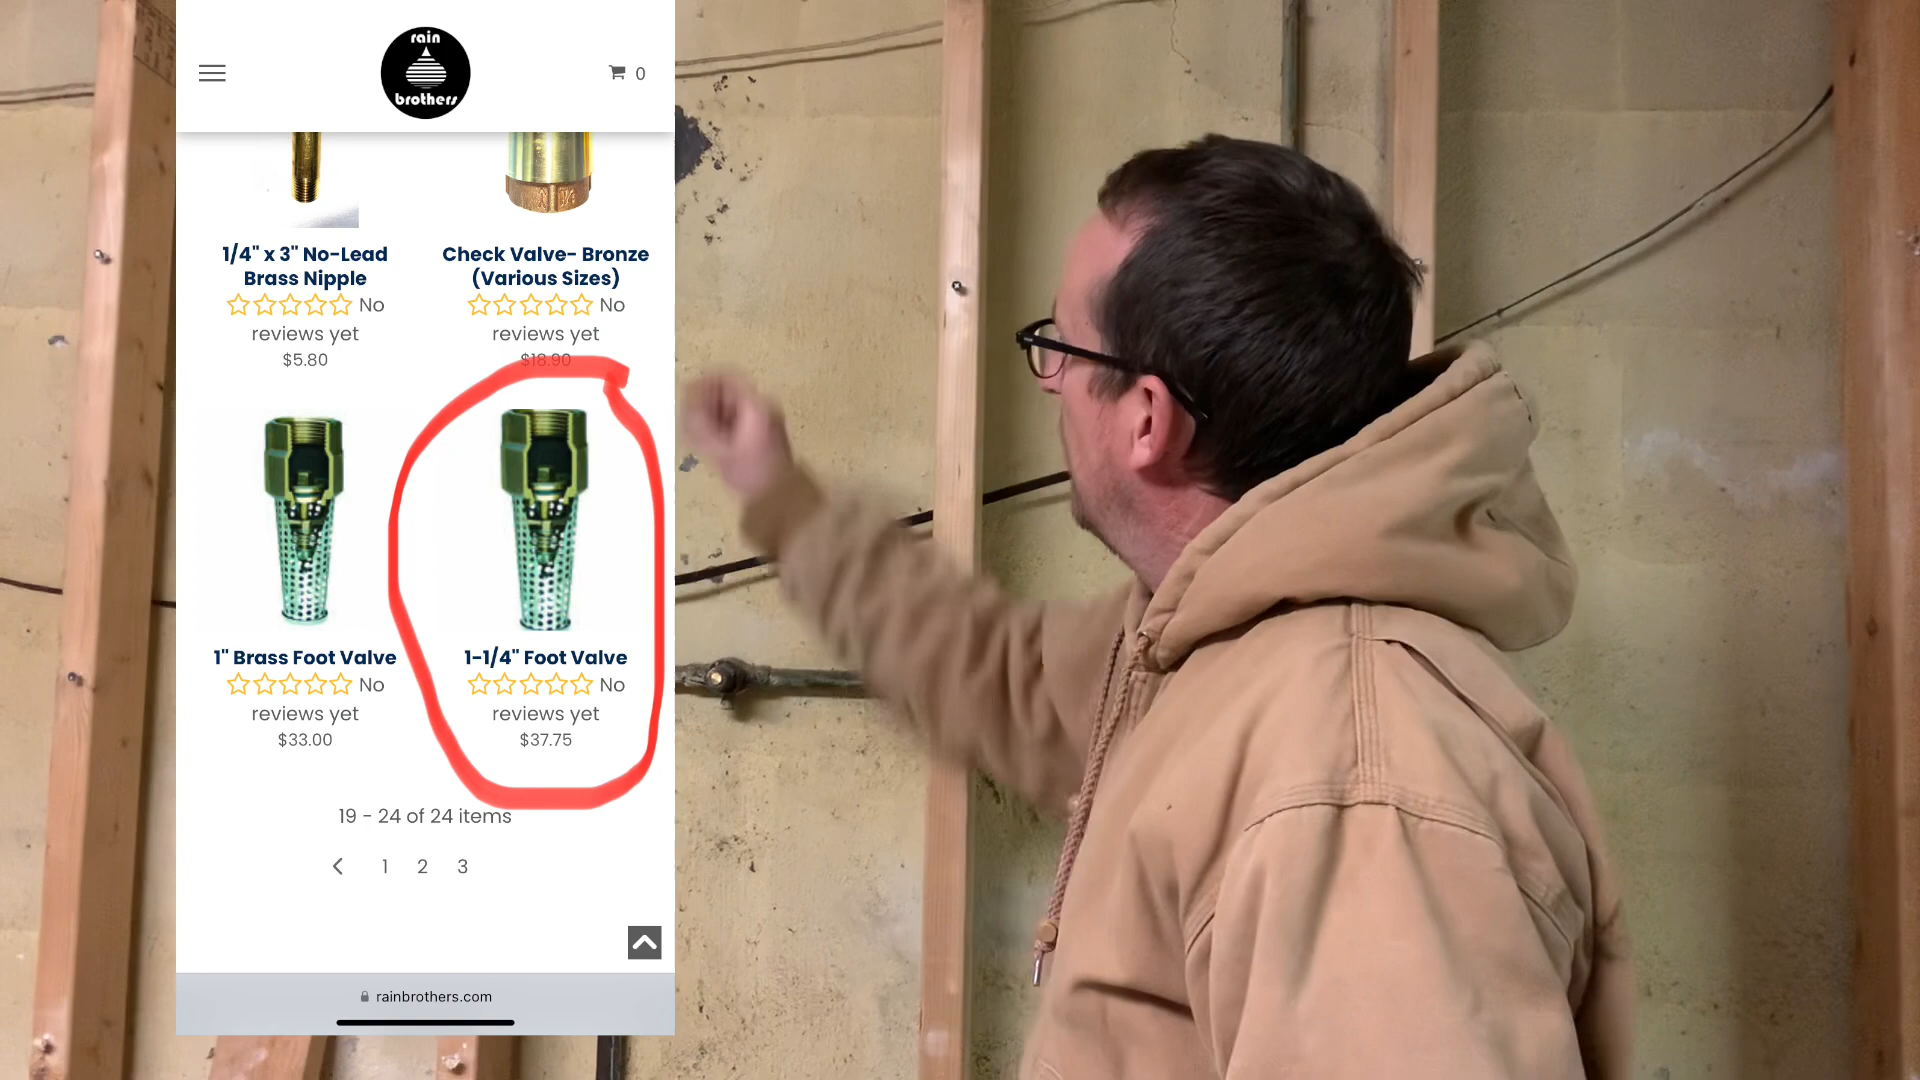 rain
brothers
0
1/4" x 3" No-Lead
Brass Nipple
No
reviews yet
$5.80
Check Valve- Bronze
(Various Sizes)
No
reviews yet
$18.90
1" Brass Foot Valve
No
reviews yet
$33.00
1-1/4" Foot Valve
No
reviews yet
$37.75
19 - 24 of 24 items
1 2 3
rainbrothers.com